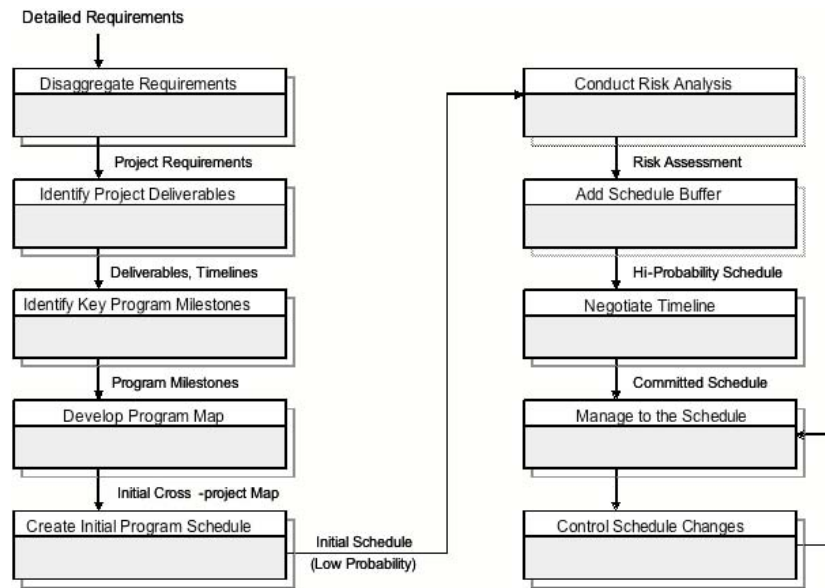 Detailed Requirements
Disaggregate Requirements
Project Requirements
Identify Project Deliverables
Deliverables, Timelines
Identify Key Program Milestones
Program Milestones
Develop Program Map
Initial Cross -project Map
Create Initial Program Schedule
Initial Schedule
(Low Probability)
Conduct Risk Analysis
Risk Assessment
Add Schedule Buffer
Hi-Probability Schedule
Negotiate Timeline
Committed Schedule
Manage to the Schedule
Control Schedule Changes